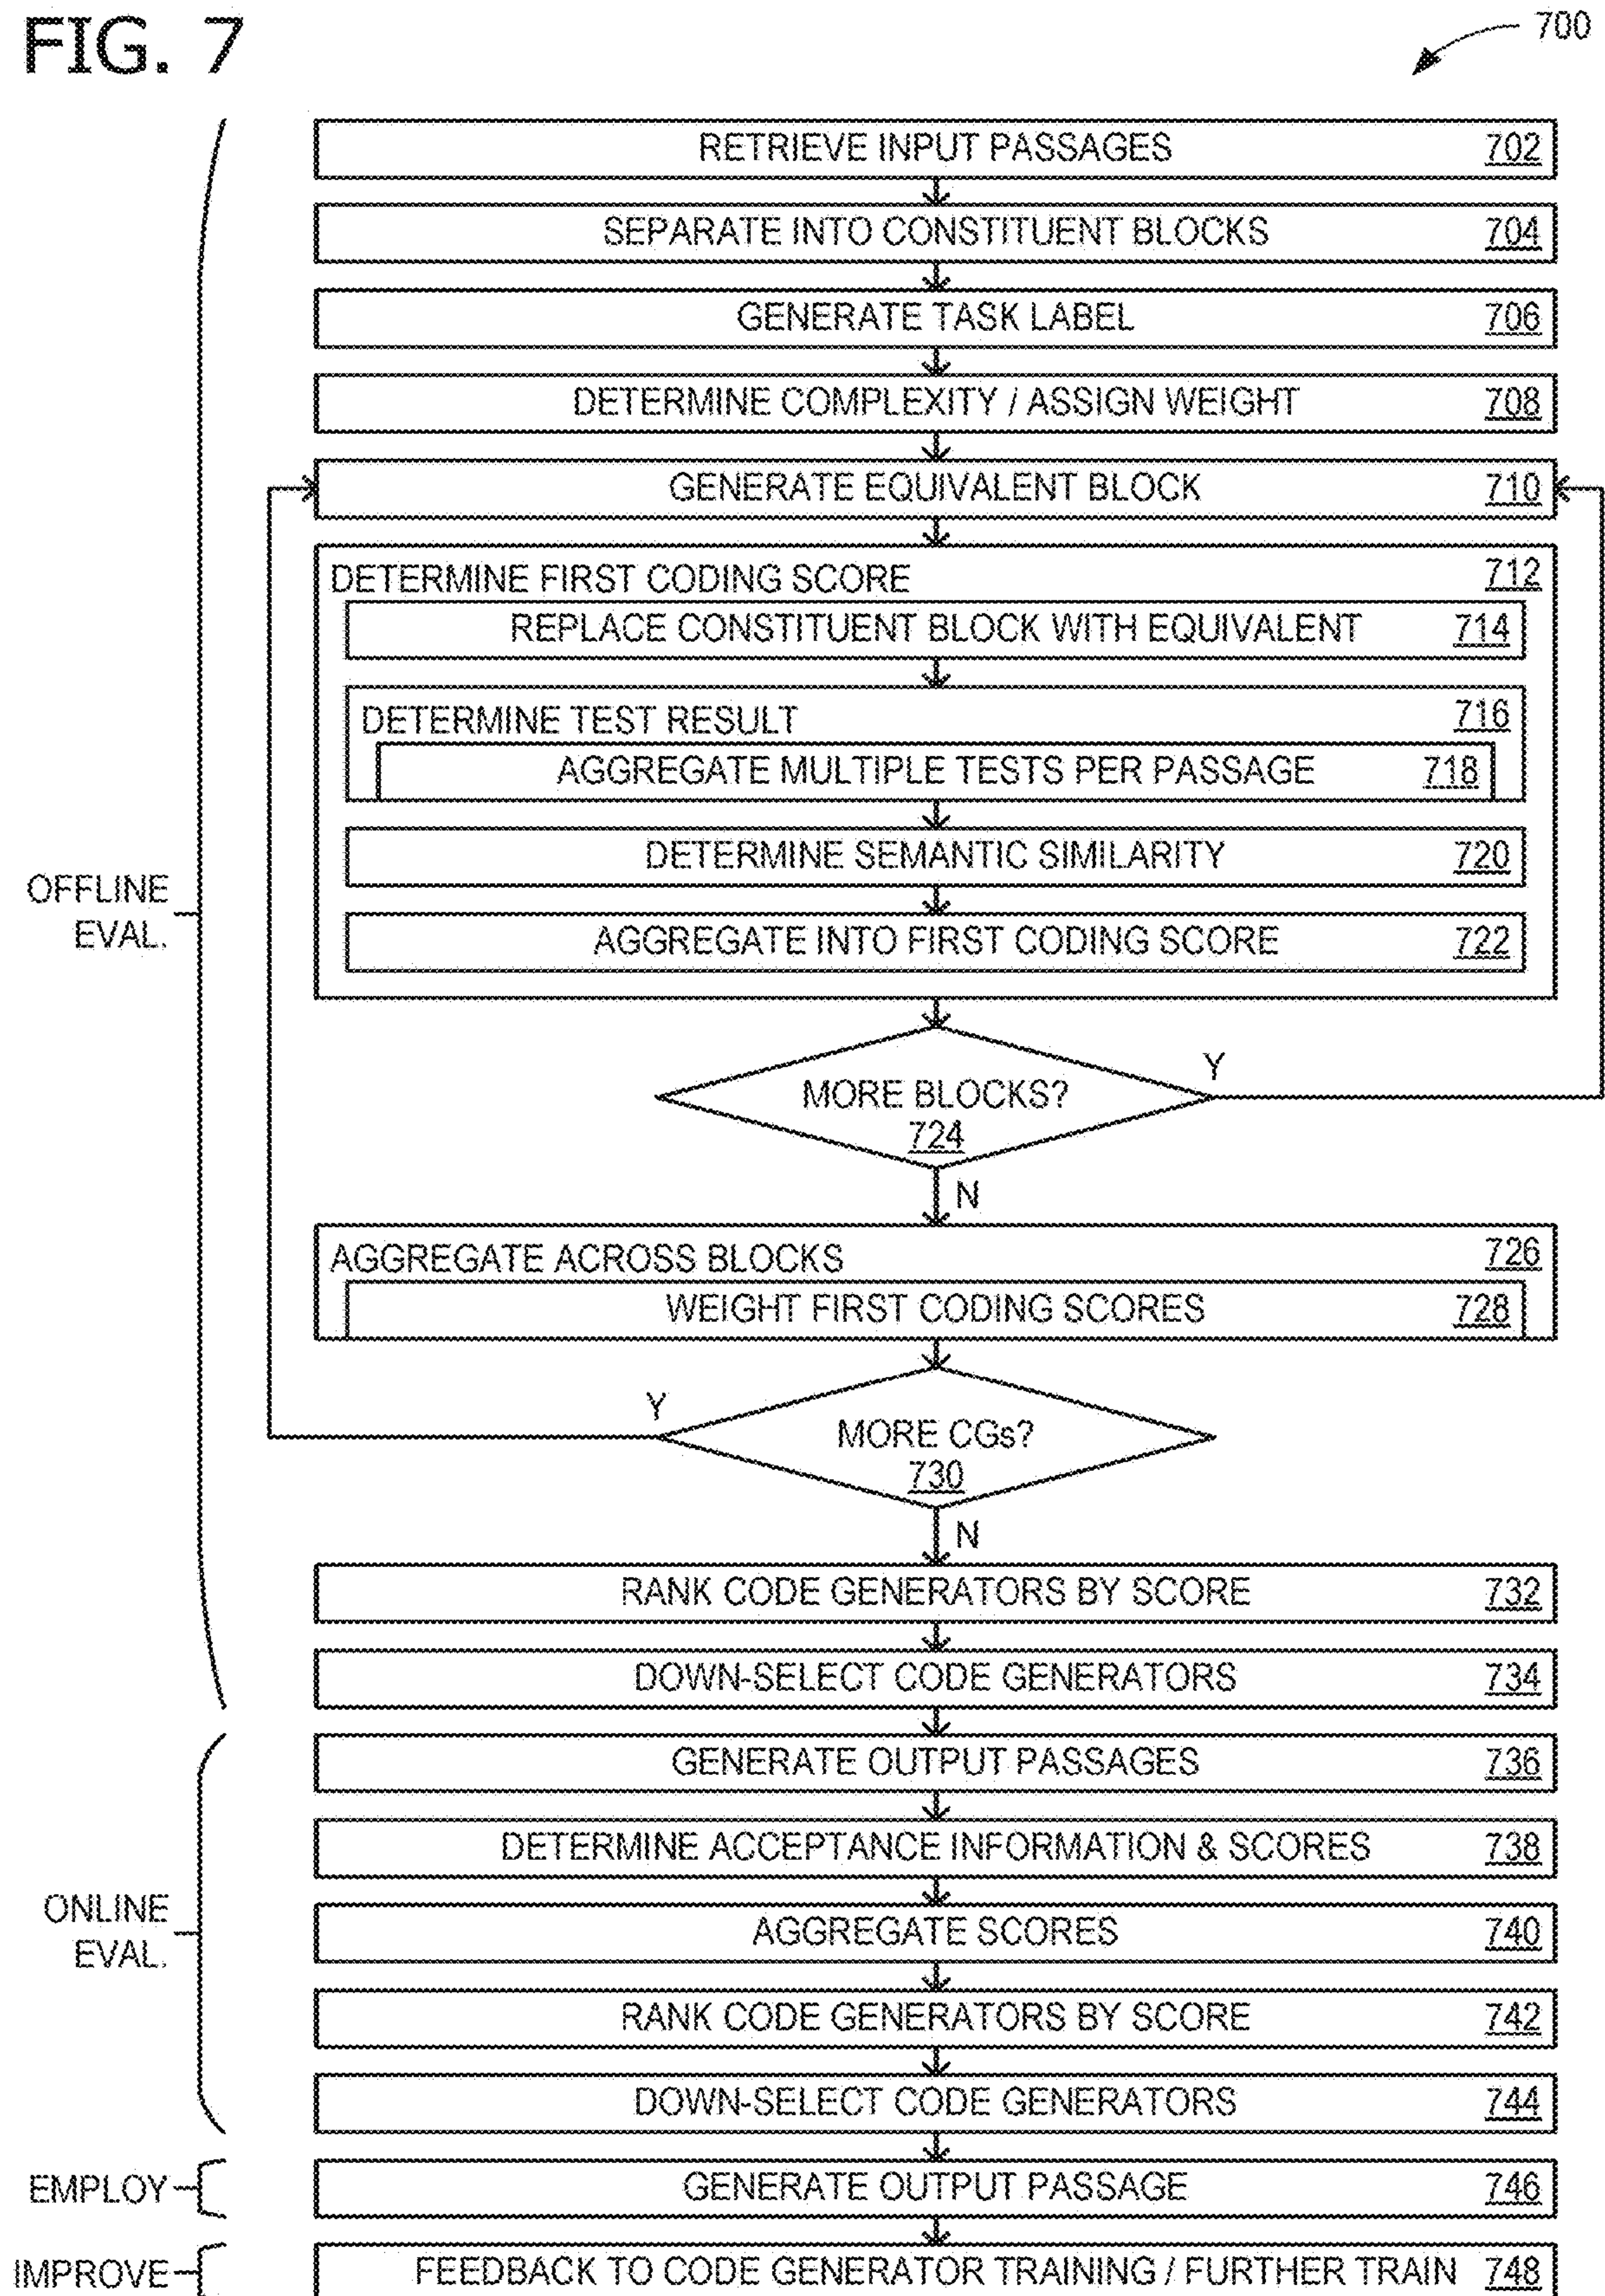 FIG. 7
700
RETRIEVE INPUT PASSAGES 702
SEPARATE INTO CONSTITUENT BLOCKS 704
GENERATE TASK LABEL 706
DETERMINE COMPLEXITY / ASSIGN WEIGHT 708
GENERATE EQUIVALENT BLOCK 710
DETERMINE FIRST CODING SCORE 712
REPLACE CONSTITUENT BLOCK WITH EQUIVALENT 714
DETERMINE TEST RESULT 716
AGGREGATE MULTIPLE TESTS PER PASSAGE 718
DETERMINE SEMANTIC SIMILARITY 720
AGGREGATE INTO FIRST CODING SCORE 722
OFFLINE
EVAL.
Y
MORE BLOCKS?
724
N
AGGREGATE ACROSS BLOCKS 726
WEIGHT FIRST CODING SCORES 728
Y
MORE CGs?
730
N
RANK CODE GENERATORS BY SCORE 732
DOWN-SELECT CODE GENERATORS 734
GENERATE OUTPUT PASSAGES 736
DETERMINE ACCEPTANCE INFORMATION & SCORES 738
AGGREGATE SCORES 740
ONLINE
EVAL.
RANK CODE GENERATORS BY SCORE 742
DOWN-SELECT CODE GENERATORS 744
EMPLOY
GENERATE OUTPUT PASSAGE 746
IMPROVE
FEEDBACK TO CODE GENERATOR TRAINING / FURTHER TRAIN 748